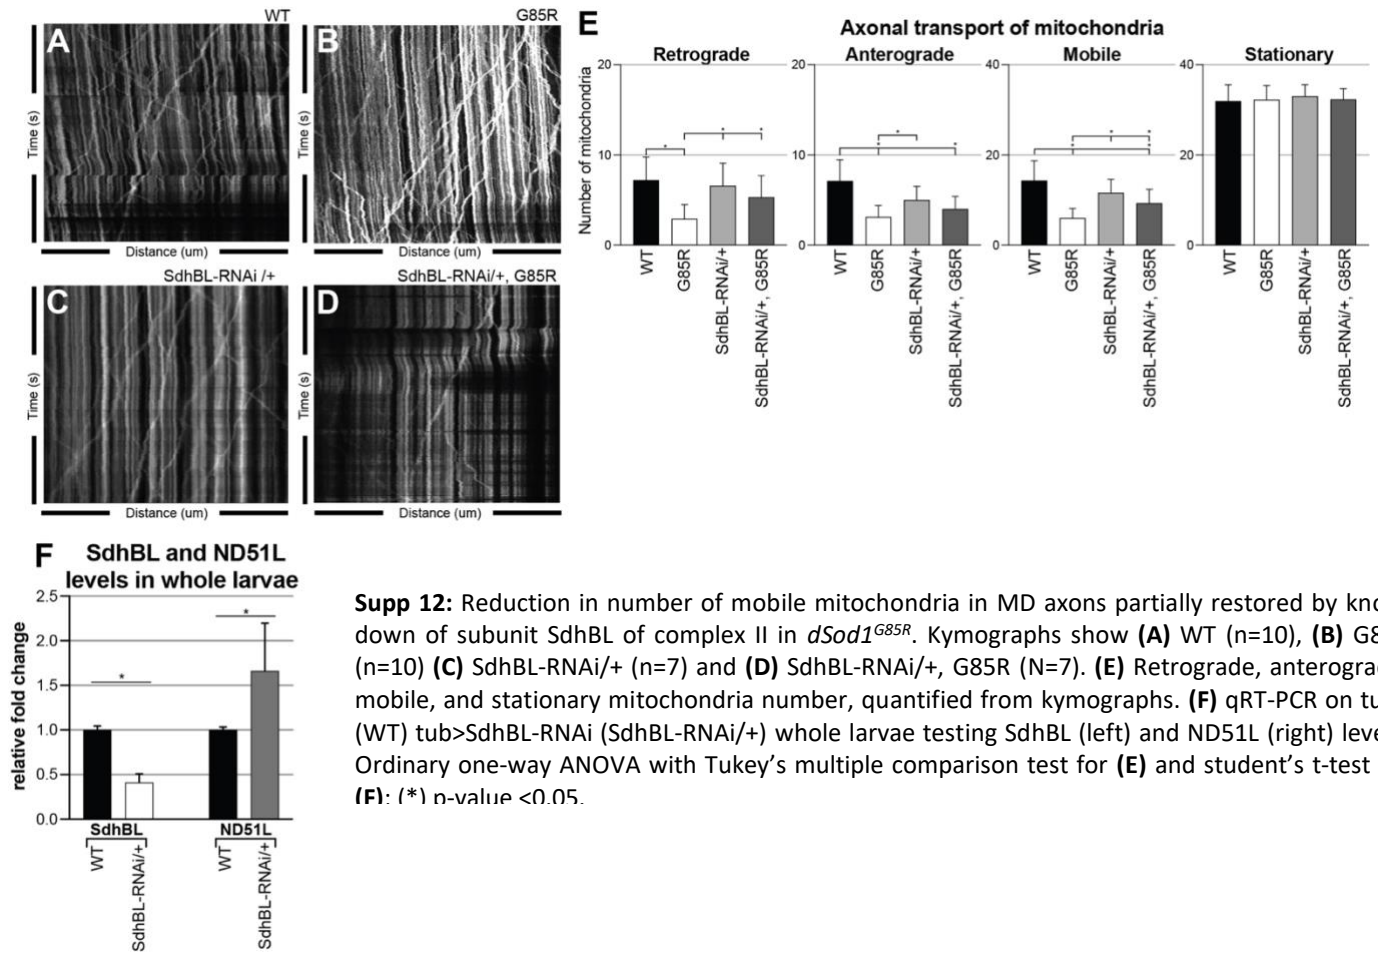 WT
A
Time (s)
Distance (um)
G85R
B
Distance (um)
SdhBL-RNAi /+
C
Time (s)
Distance (um)
SdhBL-RNAi/+, G85R
D
Time (s)
Distance (um)
E
Axonal transport of mitochondria
Number of mitochondria
Retrograde
20
10
0
WT
G85R
SdhBL-RNAi/+
SdhBL-RNAi/+, G85R
* * *
Anterograde
20
10
0
WT
G85R
SdhBL-RNAi/+
SdhBL-RNAi/+, G85R
* * *
Mobile
40
20
0
WT
G85R
SdhBL-RNAi/+
SdhBL-RNAi/+, G85R
* *
* *
Stationary
40
20
0
WT
G85R
SdhBL-RNAi/+
SdhBL-RNAi/+, G85R
F
SdhBL and ND51L
levels in whole larvae
relative fold change
2.5
2.0
1.5
1.0
0.5
0.0
*
*
SdhBL
ND51L
WT
SdhBL-RNAi/+
WT
SdhBL-RNAi/+
Supp 12: Reduction in number of mobile mitochondria in MD axons partially restored by kno
down of subunit SdhBL of complex II in dSod1G85R. Kymographs show (A) WT (n=10), (B) G8
(n=10) (C) SdhBL-RNAi/+ (n=7) and (D) SdhBL-RNAi/+, G85R (N=7). (E) Retrograde, anterograd
mobile, and stationary mitochondria number, quantified from kymographs. (F) qRT-PCR on tu
(WT) tub>SdhBL-RNAi (SdhBL-RNAi/+) whole larvae testing SdhBL (left) and ND51L (right) leve
Ordinary one-way ANOVA with Tukey’s multiple comparison test for (E) and student’s t-test
(F); (*) p-value <0.05.